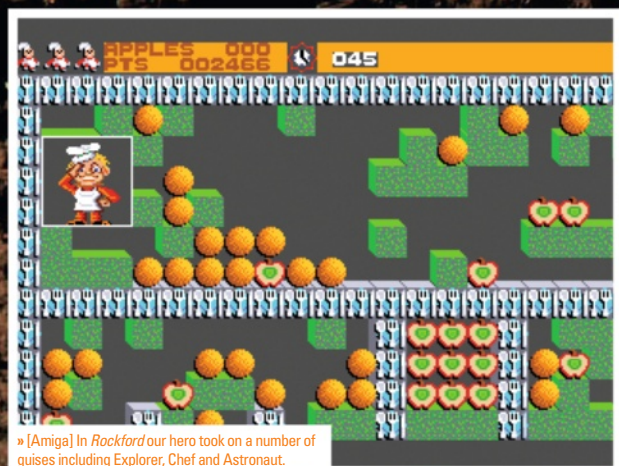 APPLES 000
PTS 002466
045
» [Amiga] In Rockford our hero took on a number of
guises including Explorer, Chef and Astronaut.